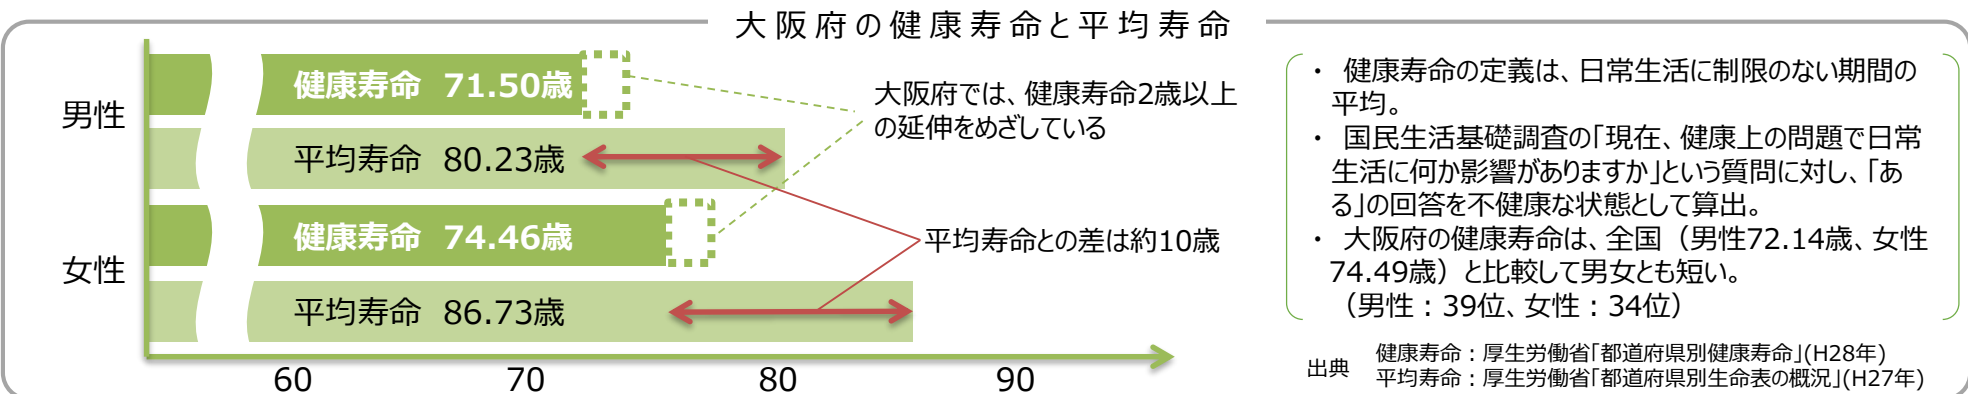 大阪府の健康寿命と平均寿命
男性
健康寿命 71.50歳
平均寿命 80.23歳
女性
健康寿命 74.46歳
平均寿命 86.73歳
60 70 80 90
大阪府では、健康寿命2歳以上
の延伸をめざしている
平均寿命との差は約10歳
・ 健康寿命の定義は、日常生活に制限のない期間の
平均。
・ 国民生活基礎調査の「現在、健康上の問題で日常
生活に何か影響がありますか」という質問に対し、「あ
る」の回答を不健康な状態として算出。
・ 大阪府の健康寿命は、全国（男性72.14歳、女性
74.49歳）と比較して男女とも短い。
（男性：39位、女性：34位）
出典
健康寿命：厚生労働省「都道府県別健康寿命」(H28年)
平均寿命：厚生労働省「都道府県別生命表の概況」(H27年)